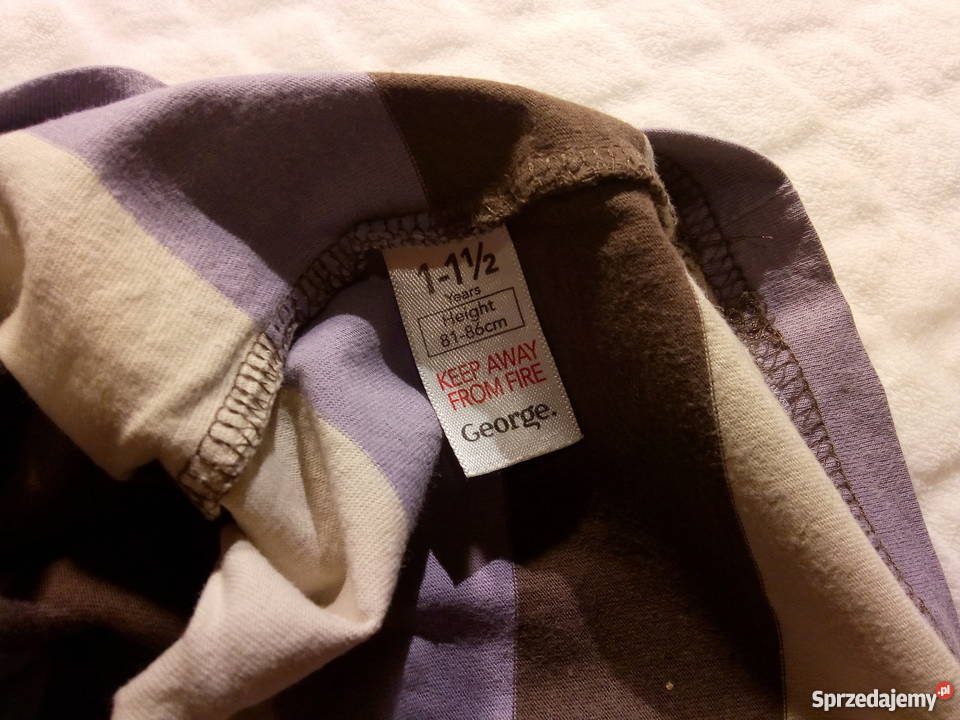 1-1½
Years
Height
81-86cm
KEEP AWAY
FROM FIRE
George.
Sprzedajemy.pl